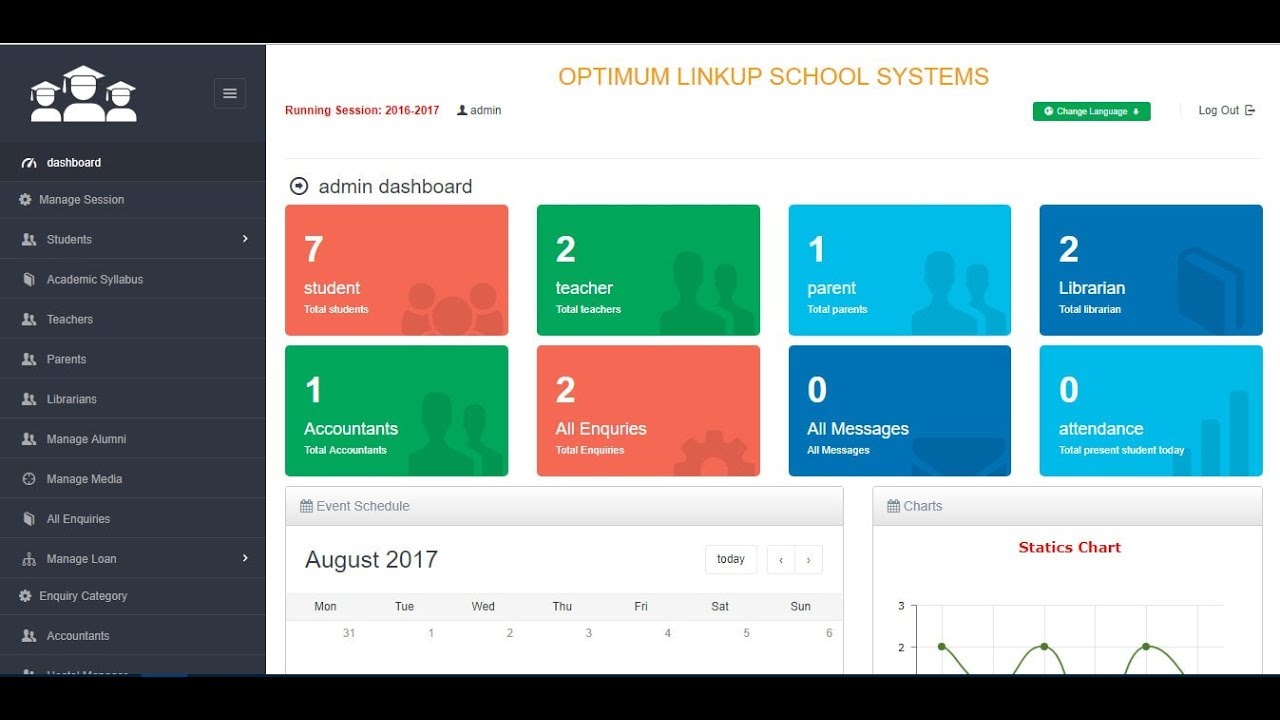 OPTIMUM LINKUP SCHOOL SYSTEMS
Running Session: 2016-2017 admin Change Language Log Out
dashboard
Manage Session
Students
Academic Syllabus
Teachers
Parents
Librarians
Manage Alumni
Manage Media
All Enquiries
Manage Loan
Enquiry Category
Accountants
admin dashboard
7
student
Total students
2
teacher
Total teachers
1
parent
Total parents
2
Librarian
Total librarian
1
Accountants
Total Accountants
2
All Enquries
Total Enquiries
0
All Messages
All Messages
0
attendance
Total present student today
Event Schedule
August 2017 today ‹ ›
Mon Tue Wed Thu Fri Sat Sun
31 1 2 3 4 5 6
Charts
Statics Chart
3
2